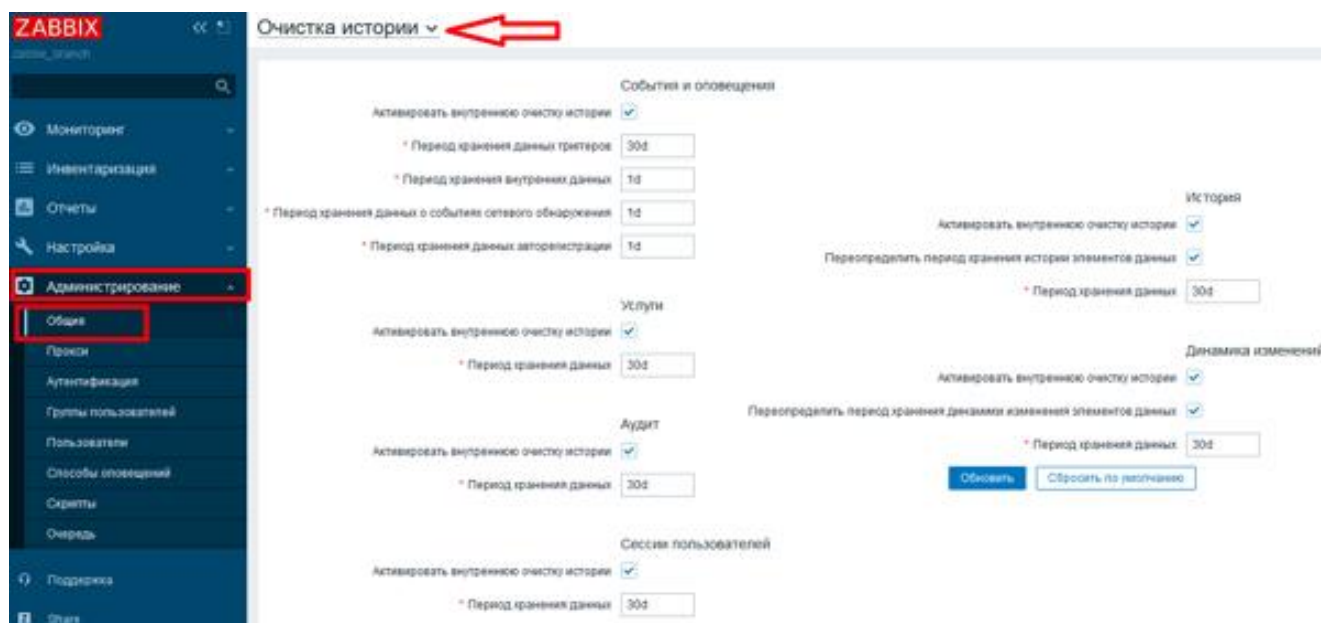 ZABBIX
zabbix_branch
Мониторинг
Инвентаризация
Отчеты
Настройка
Администрирование
Общие
Прокси
Аутентификация
Группы пользователей
Пользователи
Способы оповещений
Скрипты
Очередь
Поддержка
Share
Очистка истории
События и оповещения
Активировать внутреннюю очистку истории
* Период хранения данных триггеров 30d
* Период хранения внутренних данных 1d
* Период хранения данных о событиях сетевого обнаружения 1d
* Период хранения данных авторегистрации 1d
Услуги
Активировать внутреннюю очистку истории
* Период хранения данных 30d
Аудит
Активировать внутреннюю очистку истории
* Период хранения данных 30d
Сессии пользователей
Активировать внутреннюю очистку истории
* Период хранения данных 30d
История
Активировать внутреннюю очистку истории
Переопределить период хранения истории элементов данных
* Период хранения данных 30d
Динамика изменений
Активировать внутреннюю очистку истории
Переопределить период хранения динамики изменения элементов данных
* Период хранения данных 30d
Обновить
Сбросить по умолчанию